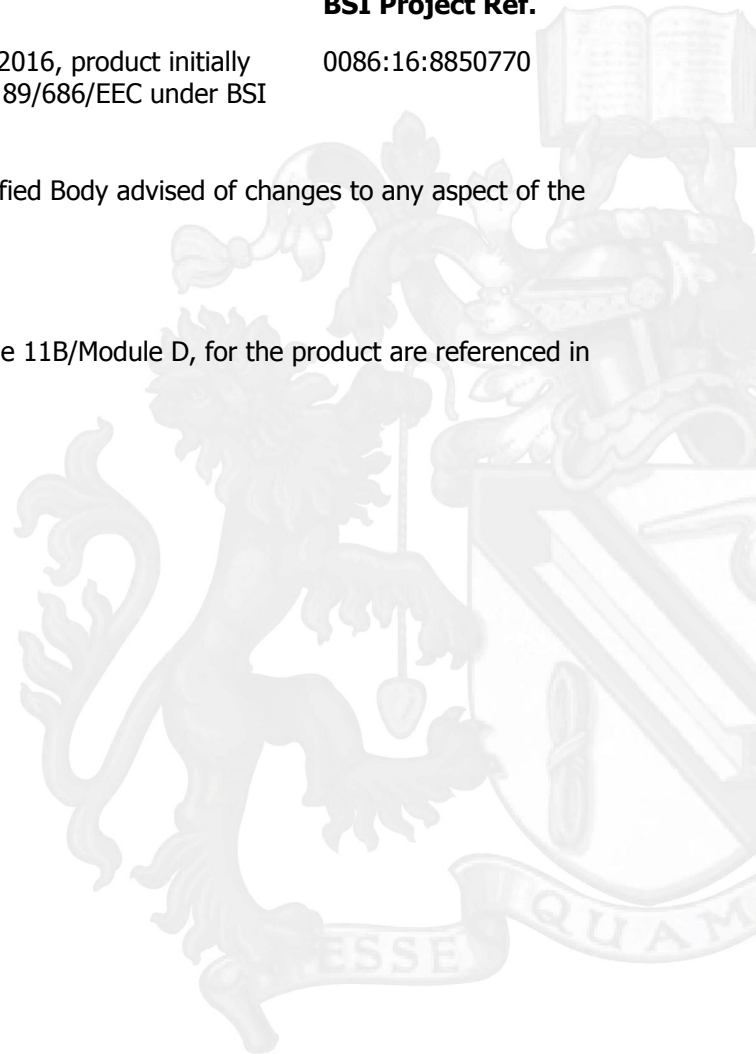 BSI Project Ref.
2016, product initially 0086:16:8850770
89/686/EEC under BSI
fied Body advised of changes to any aspect of the
e 11B/Module D, for the product are referenced in
ESSE QUAM